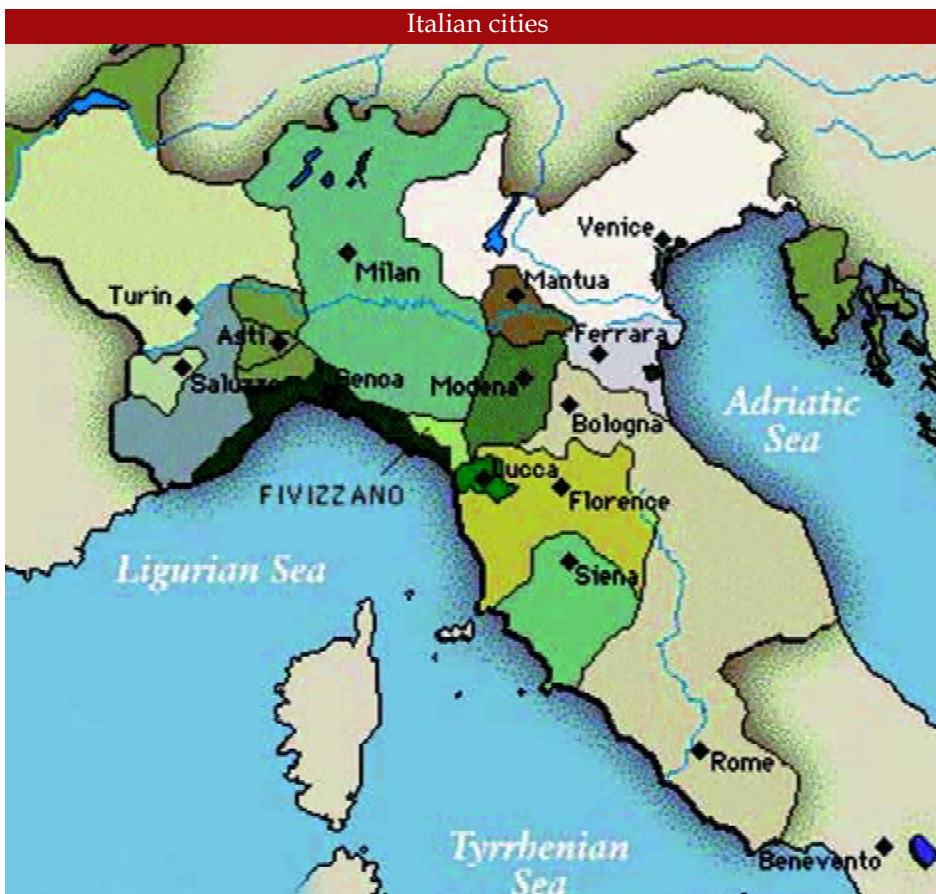 Italian cities
Venice
Milan
Mantua
Turin
Asti
Ferrara
Saluzzo
Genoa
Modena
Adriatic
Sea
Bologna
Lucca
FIVIZZANO
Florence
Ligurian Sea
Siena
Rome
Tyrrhenian
Sea
Benevento